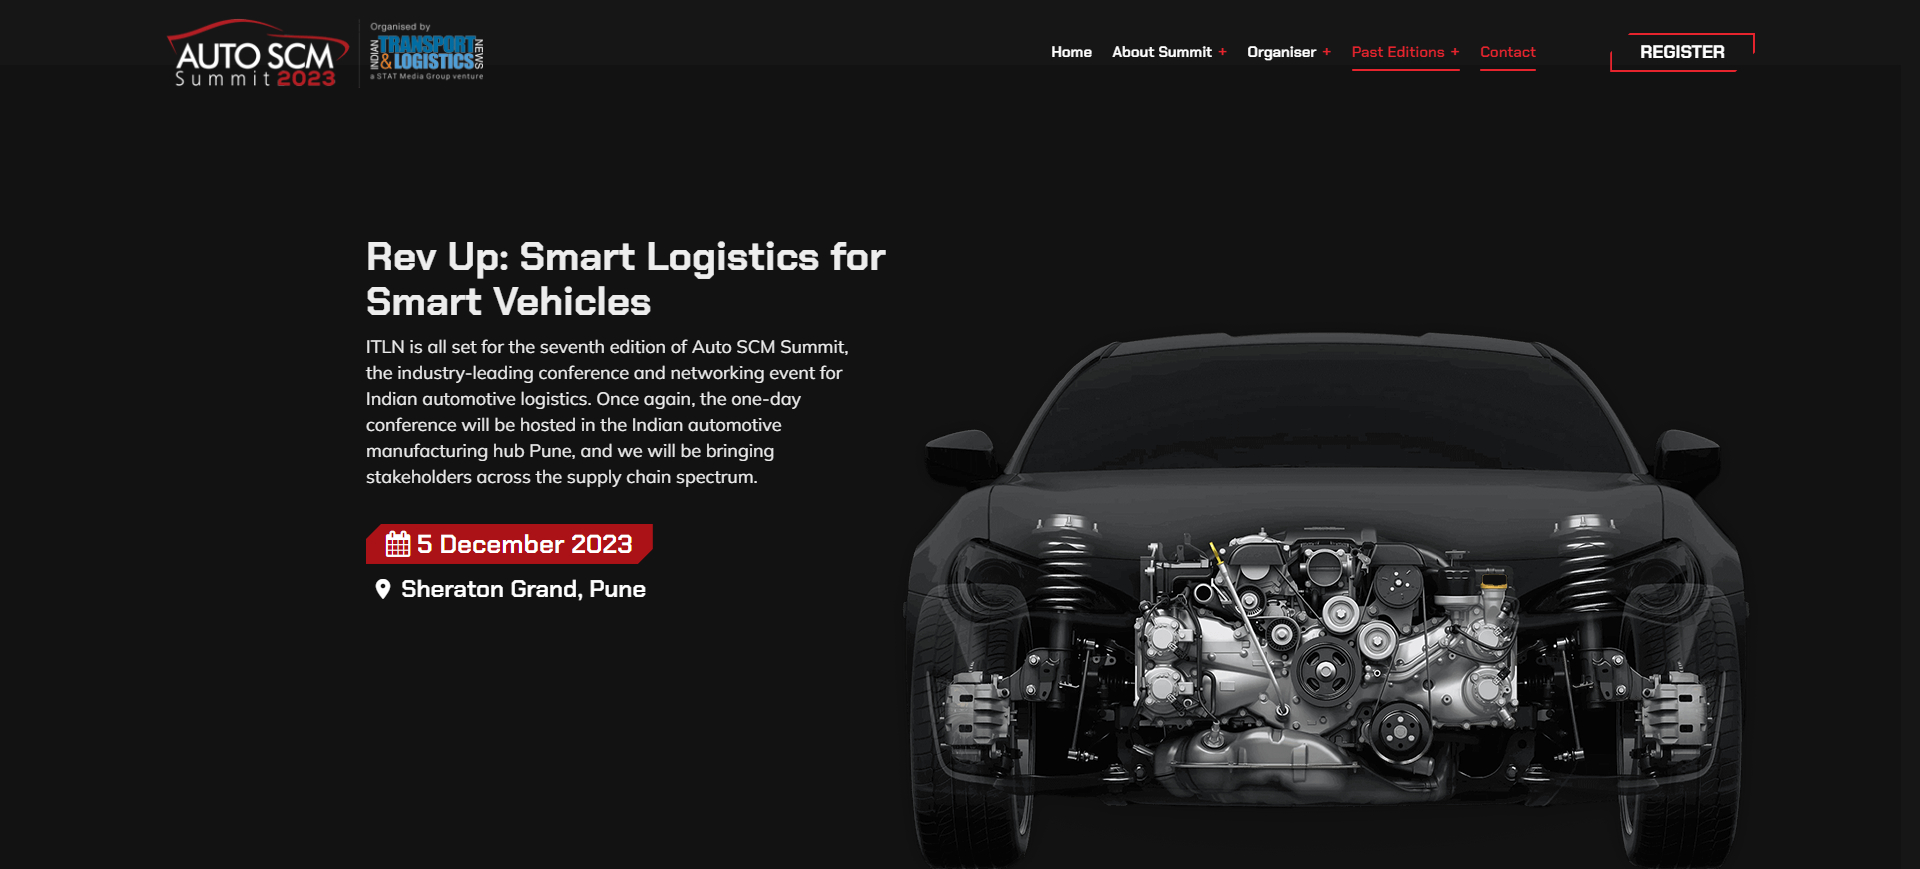 AUTO SCM
Summit 2023
Organised by
INDIAN
TRANSPORT
& LOGISTICS
NEWS
a STAT Media Group venture
Home About Summit + Organiser + Past Editions + Contact
REGISTER
Rev Up: Smart Logistics for
Smart Vehicles
ITLN is all set for the seventh edition of Auto SCM Summit,
the industry-leading conference and networking event for
Indian automotive logistics. Once again, the one-day
conference will be hosted in the Indian automotive
manufacturing hub Pune, and we will be bringing
stakeholders across the supply chain spectrum.
5 December 2023
Sheraton Grand, Pune